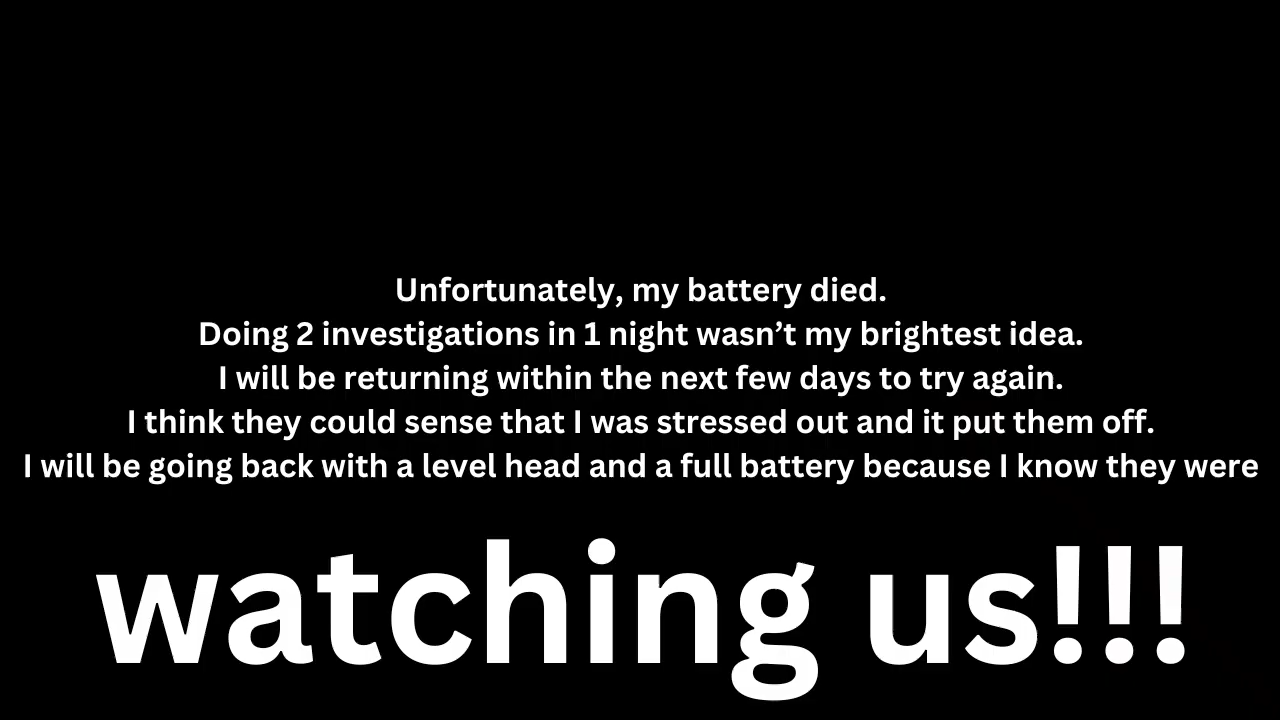 Unfortunately, my battery died.
Doing 2 investigations in 1 night wasn’t my brightest idea.
I will be returning within the next few days to try again.
I think they could sense that I was stressed out and it put them off.
I will be going back with a level head and a full battery because I know they were
watching us!!!